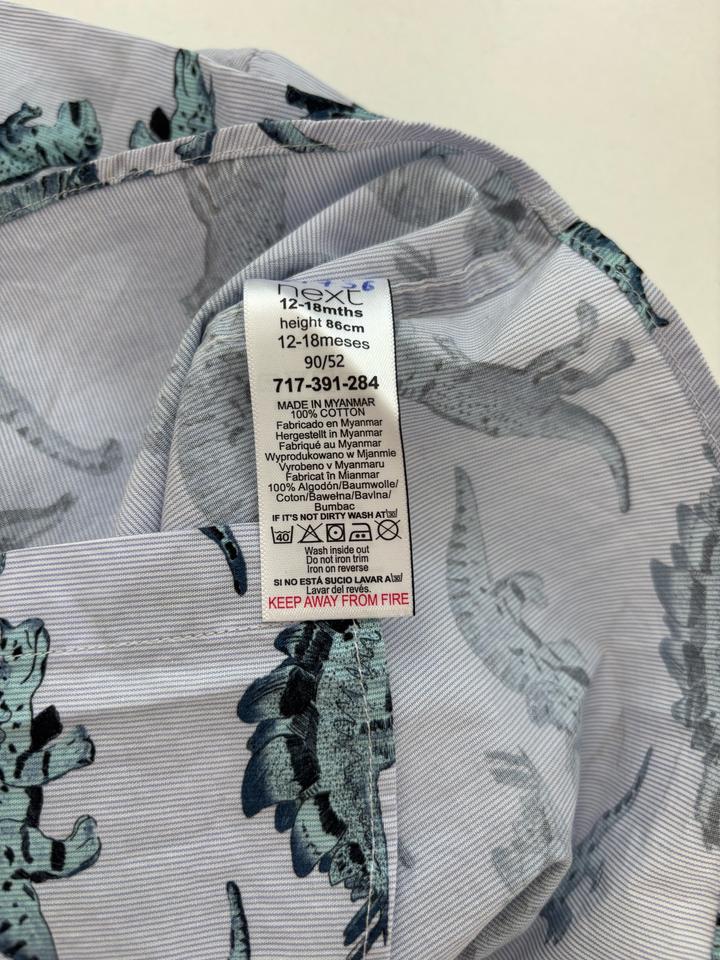 next
12-18mths
height 86cm
12-18meses
90/52
717-391-284
MADE IN MYANMAR
100% COTTON
Fabricado en Myanmar
Hergestellt in Myanmar
Fabriqué au Myanmar
Wyprodukowano w Mjanmie
Vyrobeno v Myanmaru
Fabricat în Mianmar
100% Algodón/Baumwolle/
Coton/Bawełna/Bavlna/
Bumbac
IF IT'S NOT DIRTY WASH AT 30
40
Wash inside out
Do not iron trim
Iron on reverse
SI NO ESTÁ SUCIO LAVAR A 30
Lavar del revés.
KEEP AWAY FROM FIRE